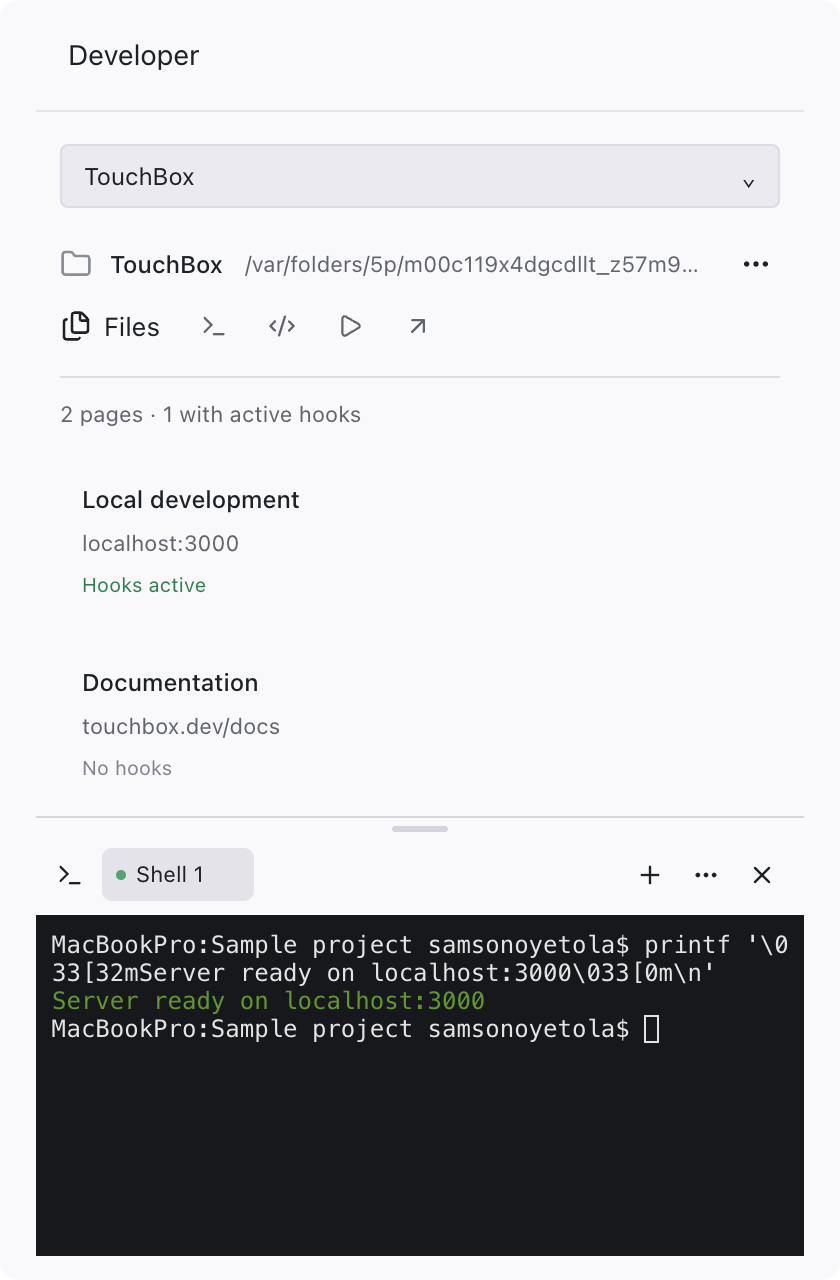 Developer
TouchBox
TouchBox /var/folders/5p/m00c119x4dgcdllt_z57m9...
Files
2 pages · 1 with active hooks
Local development
localhost:3000
Hooks active
Documentation
touchbox.dev/docs
No hooks
Shell 1
MacBookPro:Sample project samsonoyetola$ printf '\0
33[32mServer ready on localhost:3000\033[0m\n'
Server ready on localhost:3000
MacBookPro:Sample project samsonoyetola$